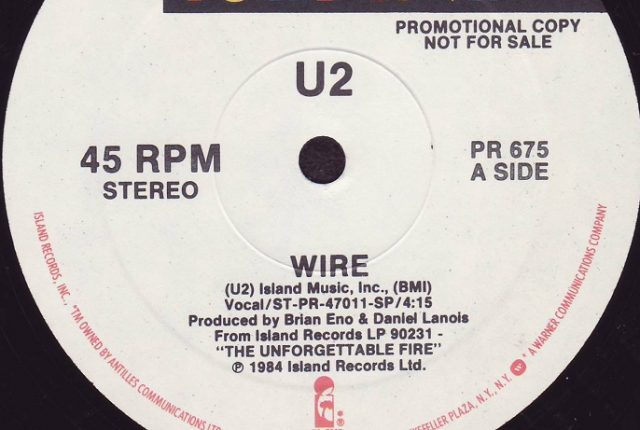 PROMOTIONAL COPY
NOT FOR SALE
U2
45 RPM
STEREO
PR 675
A SIDE
WIRE
(U2) Island Music, Inc., (BMI)
Vocal/ST-PR-47011-SP/4:15
Produced by Brian Eno & Daniel Lanois
From Island Records LP 90231 -
"THE UNFORGETTABLE FIRE"
℗ 1984 Island Records Ltd.
ISLAND RECORDS, INC., *TM OWNED BY ANTILLES COMMUNICATIONS LTD
PLAZA, N.Y., N.Y. W * A WARNER COMMUNICATIONS COMPANY